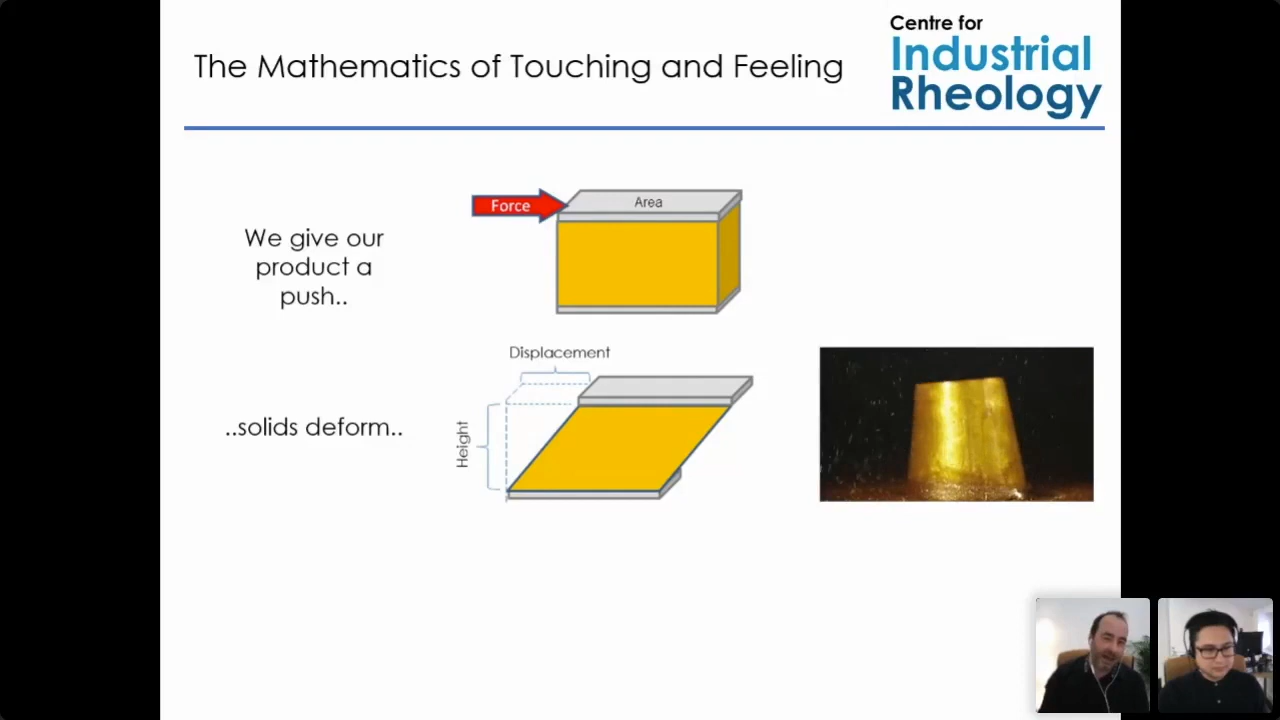 The Mathematics of Touching and Feeling
Centre for
Industrial
Rheology
Force
Area
We give our
product a
push..
Displacement
Height
..solids deform..